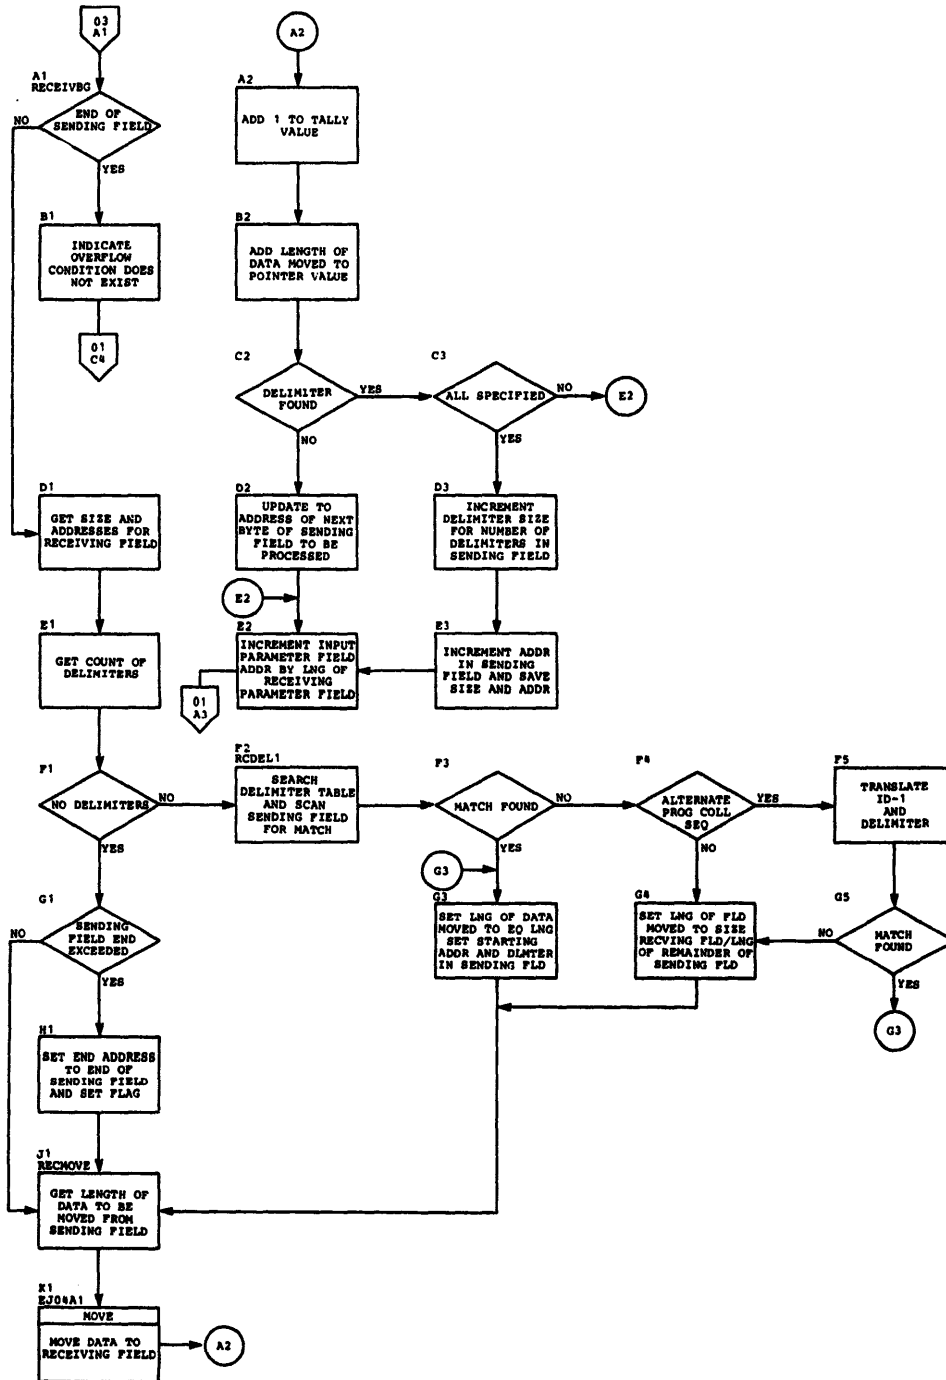 03
A1
A1
RECEIVBG
END OF
SENDING FIELD
NO
YES
B1
INDICATE
OVERFLOW
CONDITION DOES
NOT EXIST
01
C4
D1
GET SIZE AND
ADDRESSES FOR
RECEIVING FIELD
E1
GET COUNT OF
DELIMITERS
F1
NO DELIMITERS
NO
YES
G1
NO
SENDING
FIELD END
EXCEEDED
YES
H1
SET END ADDRESS
TO END OF
SENDING FIELD
AND SET FLAG
J1
RECMOVE
GET LENGTH OF
DATA TO BE
MOVED FROM
SENDING FIELD
K1
EJ04A1
MOVE
MOVE DATA TO
RECEIVING FIELD
A2
A2
A2
ADD 1 TO TALLY
VALUE
B2
ADD LENGTH OF
DATA MOVED TO
POINTER VALUE
C2
DELIMITER
FOUND
YES
NO
C3
ALL SPECIFIED
NO
E2
YES
D2
UPDATE TO
ADDRESS OF NEXT
BYTE OF SENDING
FIELD TO BE
PROCESSED
D3
INCREMENT
DELIMITER SIZE
FOR NUMBER OF
DELIMITERS IN
SENDING FIELD
E2
E2
INCREMENT INPUT
PARAMETER FIELD
ADDR BY LNG OF
RECEIVING
PARAMETER FIELD
01
A3
E3
INCREMENT ADDR
IN SENDING
FIELD AND SAVE
SIZE AND ADDR
F2
RCDEL1
SEARCH
DELIMITER TABLE
AND SCAN
SENDING FIELD
FOR MATCH
F3
MATCH FOUND
NO
YES
F4
ALTERNATE
PROG COLL
SEQ
YES
NO
F5
TRANSLATE
ID-1
AND
DELIMITER
G3
G3
SET LNG OF DATA
MOVED TO EQ LNG
SET STARTING
ADDR AND DLMTER
IN SENDING FLD
G4
SET LNG OF FLD
MOVED TO SIZE
RECVING FLD/LNG
OF REMAINDER OF
SENDING FLD
G5
NO
MATCH
FOUND
YES
G3